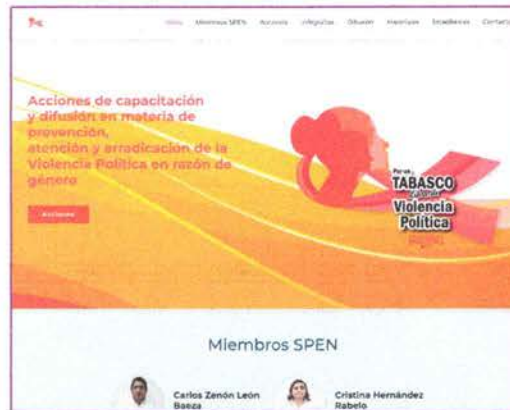 Inicio Miembros SPEN Acciones Infografías Difusión Materiales Estadísticas Contacto
Acciones de capacitación
y difusión en materia de
prevención,
atención y erradicación de la
Violencia Política en razón de
género
Por un
TABASCO
Violencia
Política
Miembros SPEN
Carlos Zenón León
Baeza
Cristina Hernández
Rabelo